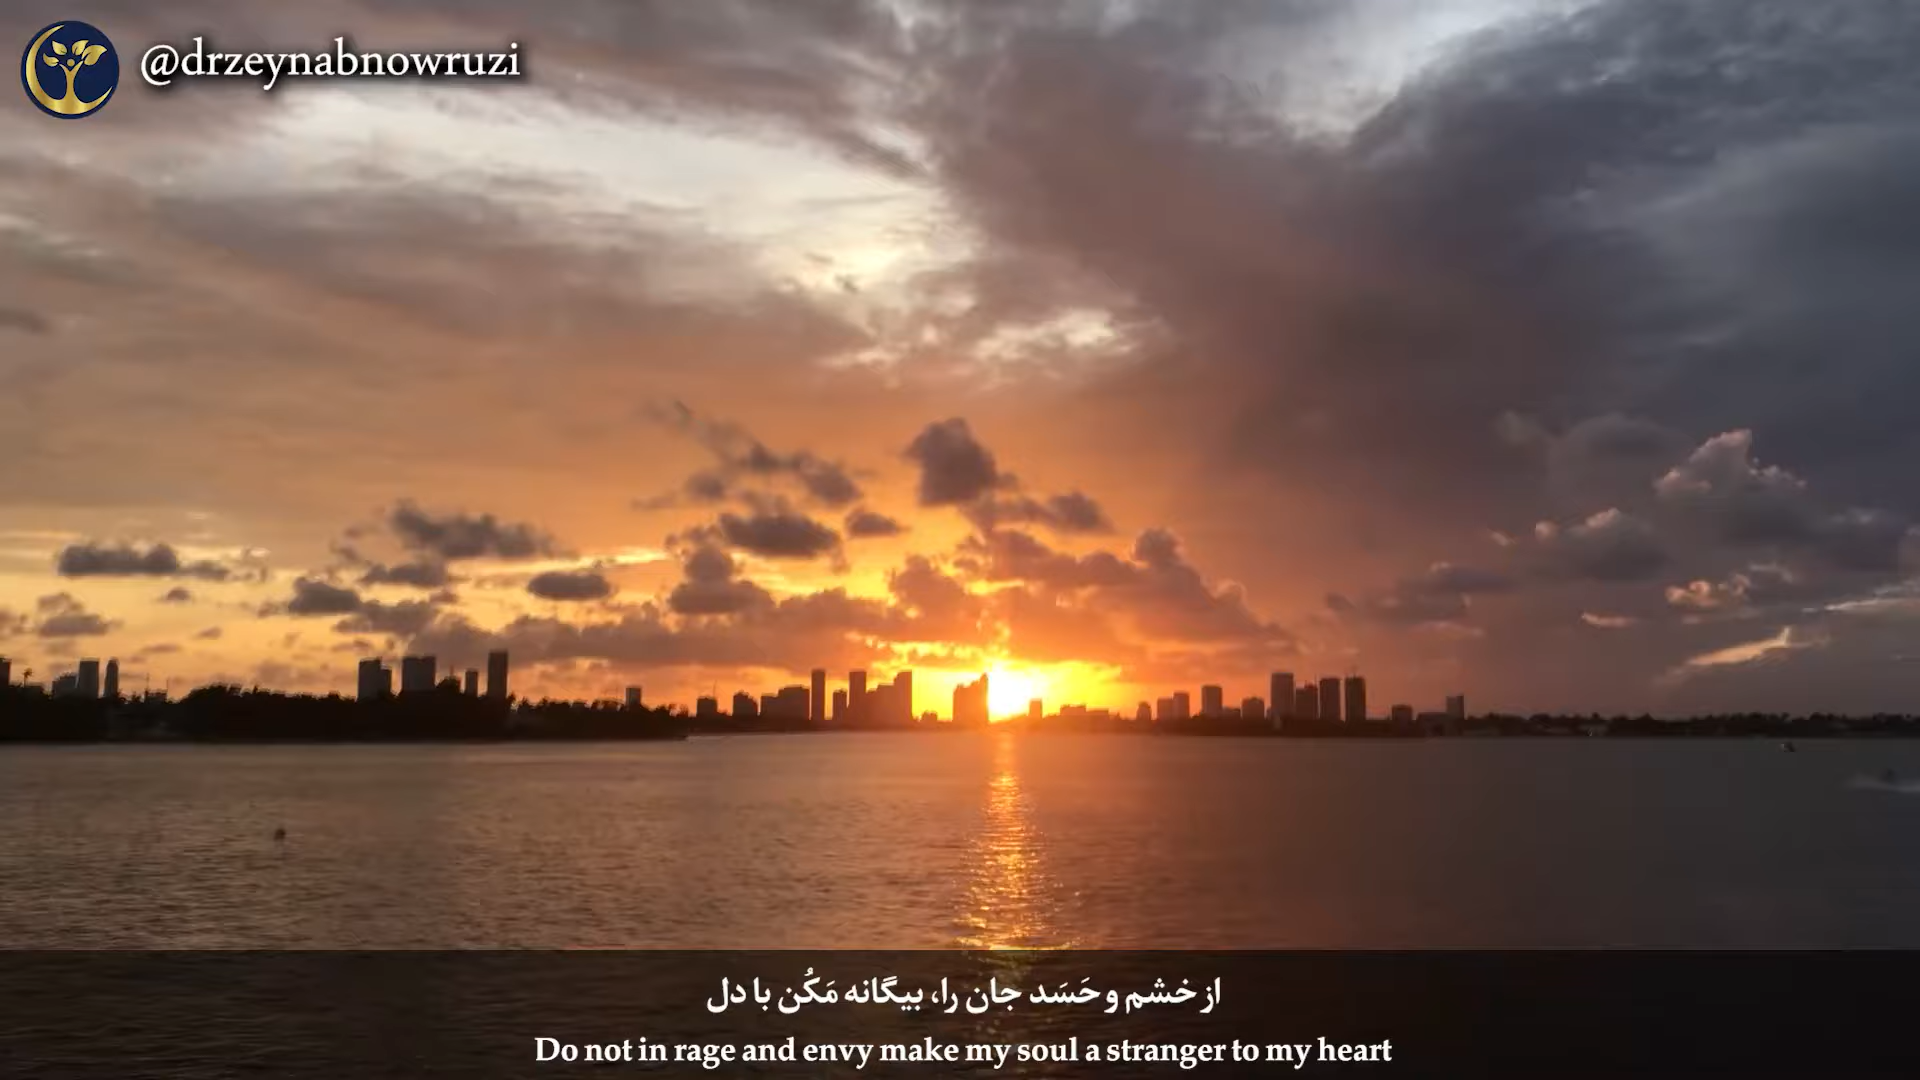 @drzeynabnowruzi
از خشم و حَسَد جان را، بیگانه مَکُن با دل
Do not in rage and envy make my soul a stranger to my heart